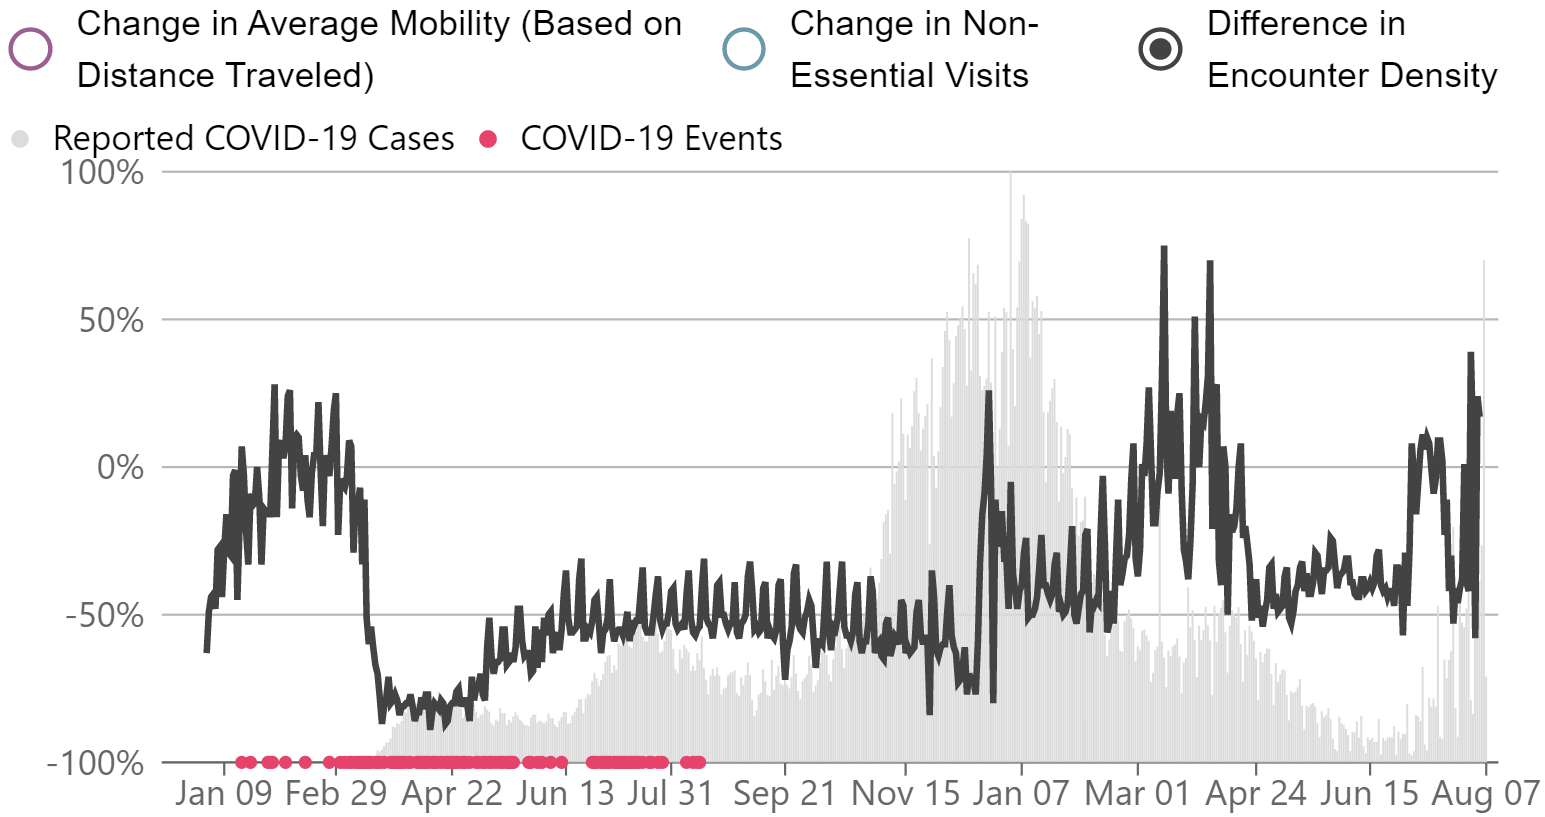 Change in Average Mobility (Based on
Distance Traveled)
Change in Non-
Essential Visits
Difference in
Encounter Density
Reported COVID-19 Cases
COVID-19 Events
100%
50%
0%
-50%
-100%
Jan 09
Feb 29
Apr 22
Jun 13
Jul 31
Sep 21
Nov 15
Jan 07
Mar 01
Apr 24
Jun 15
Aug 07